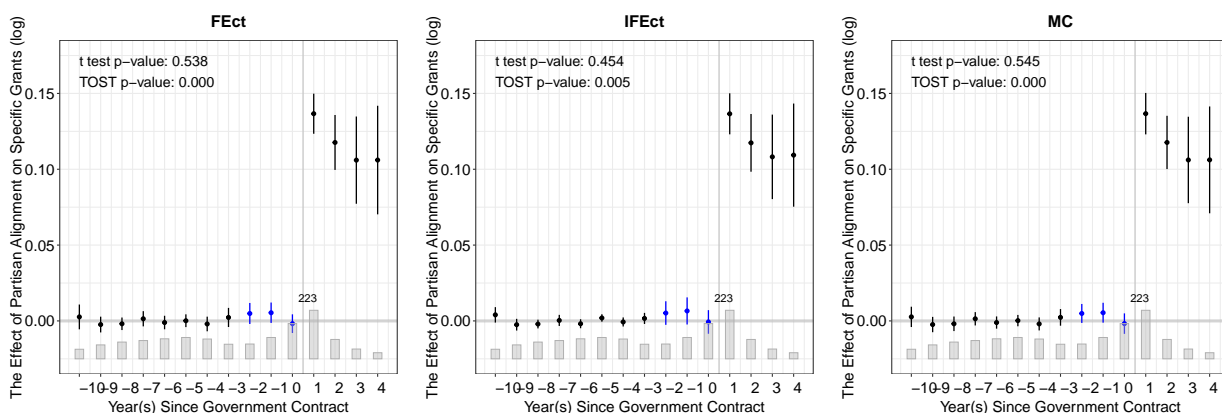 FEct
The Effect of Partisan Alignment on Specific Grants (log)
t test p−value: 0.538
TOST p−value: 0.000
0.15
0.10
0.05
0.00
223
−10 −9 −8 −7 −6 −5 −4 −3 −2 −1 0 1 2 3 4
Year(s) Since Government Contract
IFEct
The Effect of Partisan Alignment on Specific Grants (log)
t test p−value: 0.454
TOST p−value: 0.005
0.15
0.10
0.05
0.00
223
−10 −9 −8 −7 −6 −5 −4 −3 −2 −1 0 1 2 3 4
Year(s) Since Government Contract
MC
The Effect of Partisan Alignment on Specific Grants (log)
t test p−value: 0.545
TOST p−value: 0.000
0.15
0.10
0.05
0.00
223
−10 −9 −8 −7 −6 −5 −4 −3 −2 −1 0 1 2 3 4
Year(s) Since Government Contract